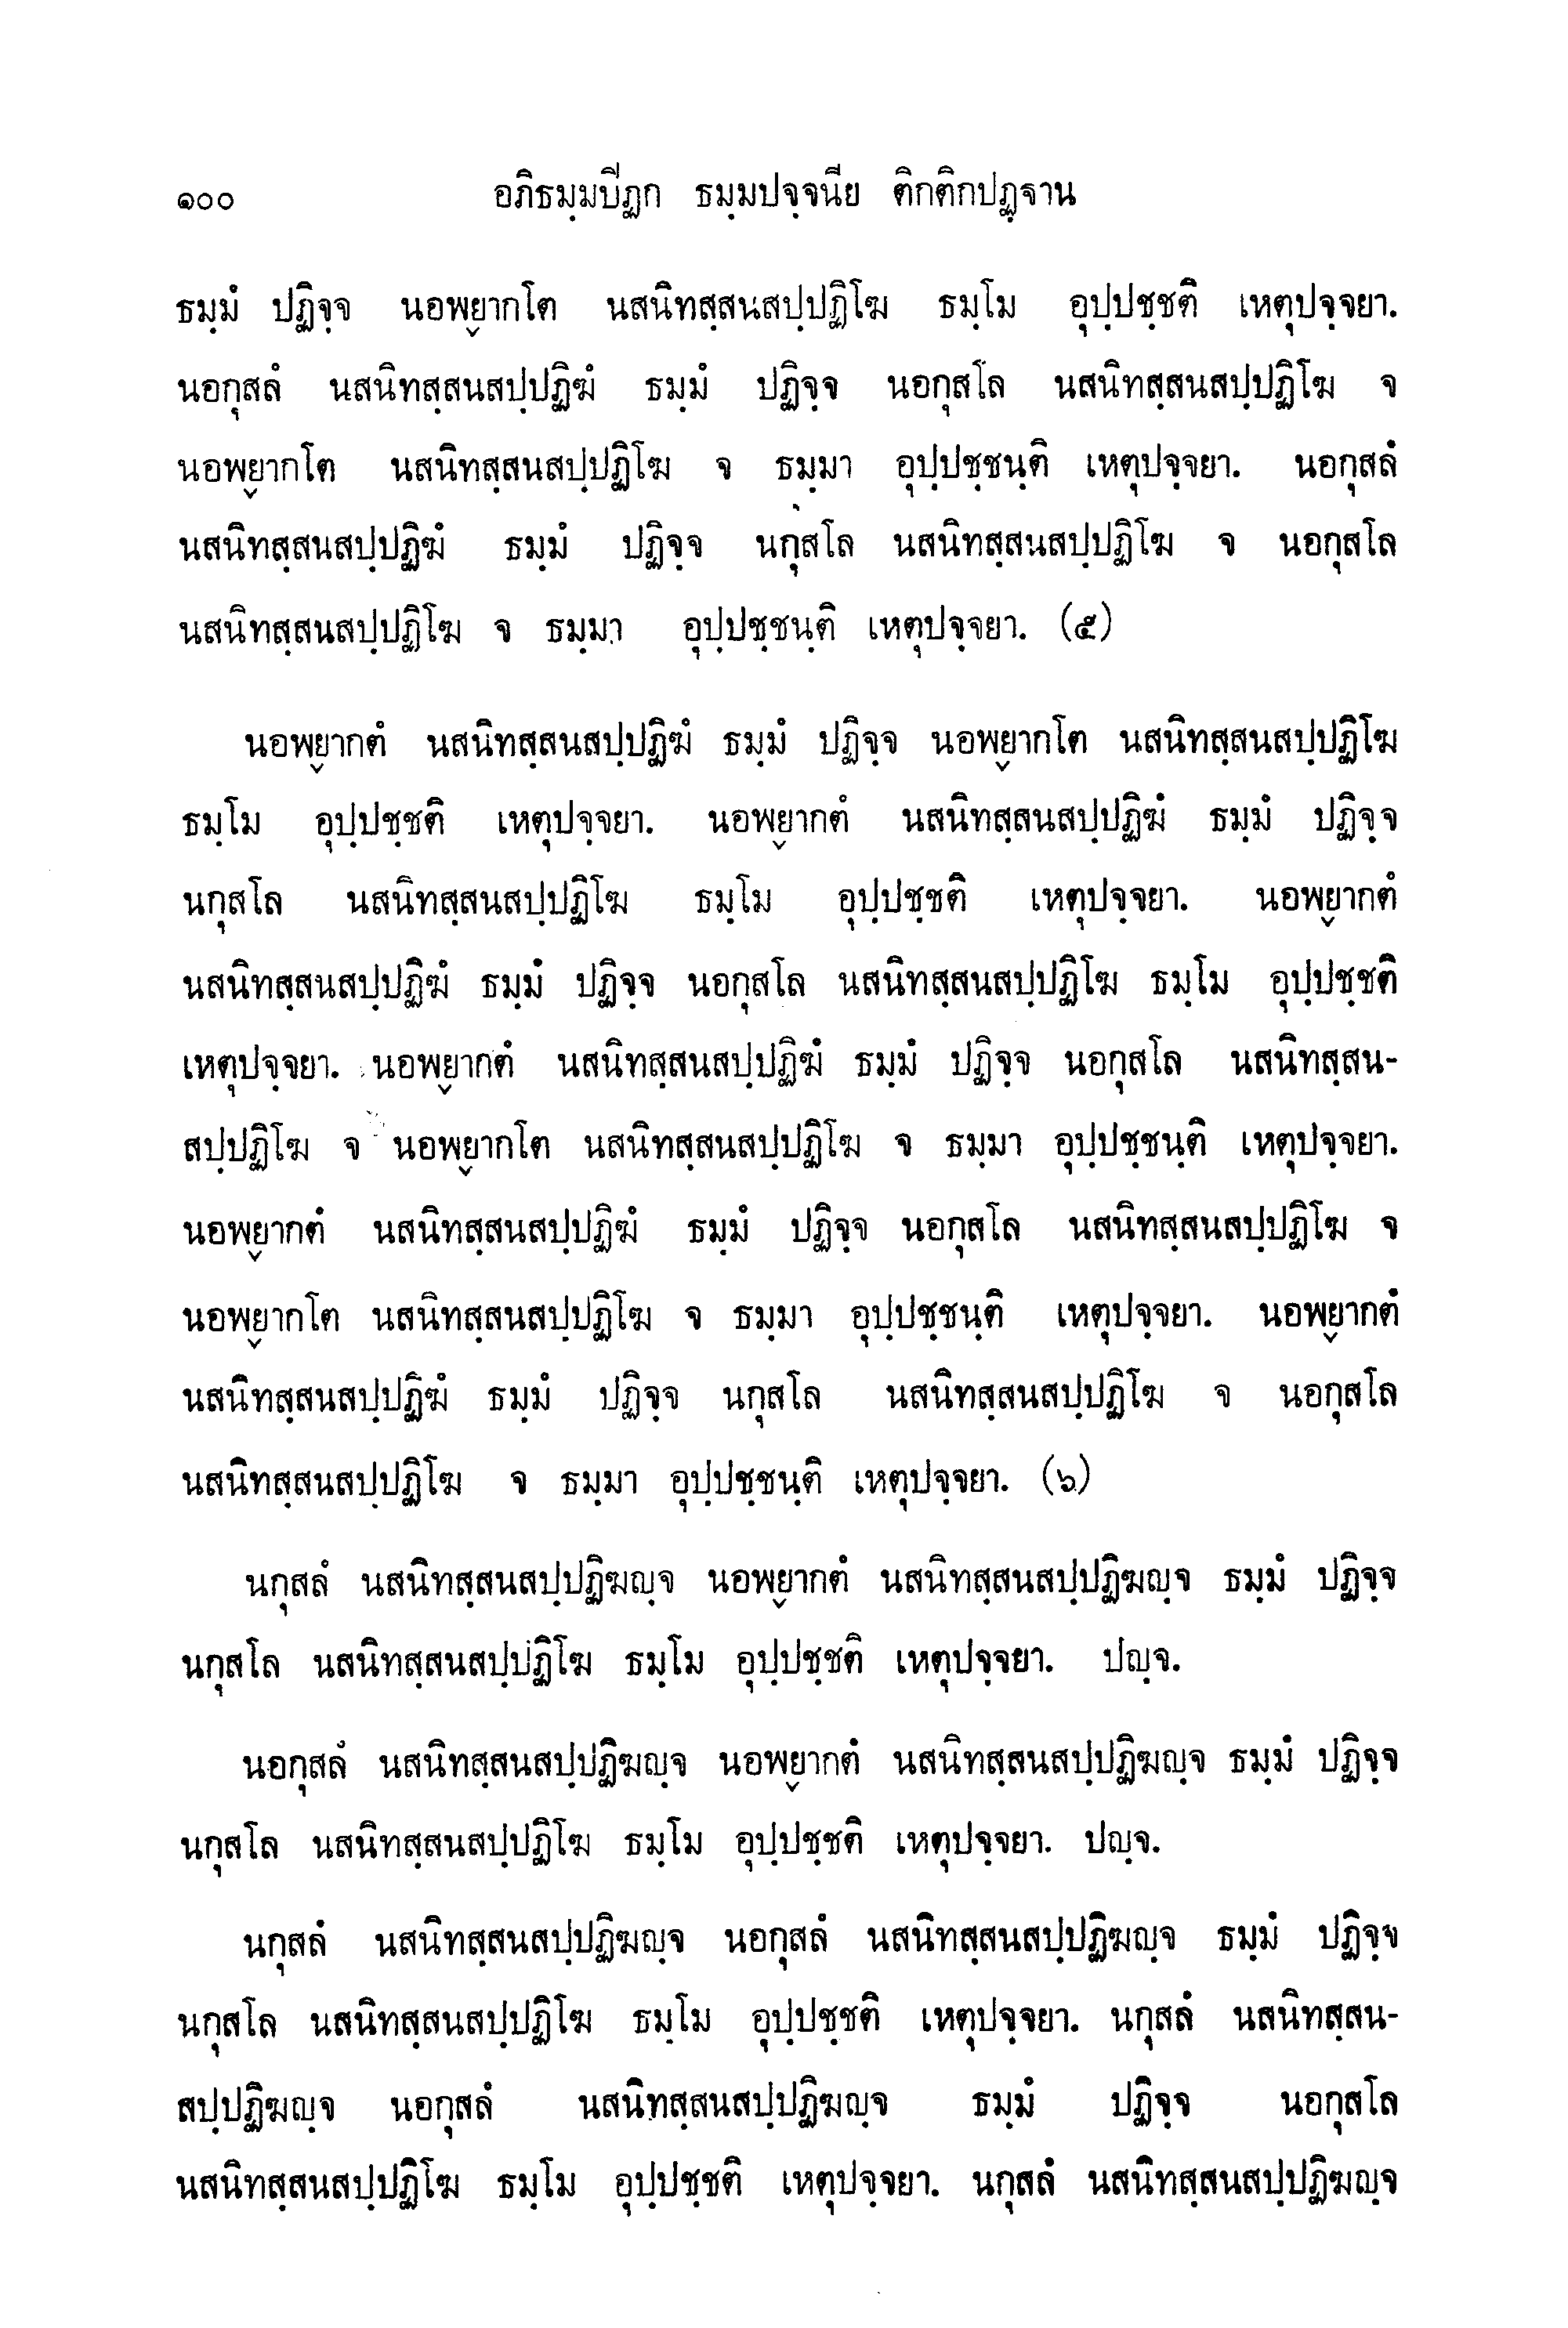 ๑๐๐ อภิธมฺมปีฏก ธมฺมปจฺจนีย ติกติกปฏฺฐาน
ธมฺมํ ปฏิจฺจ นอพฺยากโต นสนิทสฺสนสปฺปฏิโฆ ธมฺโม อุปฺปชฺชติ เหตุปจฺจยา.
นอกุสลํ นสนิทสฺสนสปฺปฏิฆํ ธมฺมํ ปฏิจฺจ นอกุสโล นสนิทสฺสนสปฺปฏิโฆ จ
นอพฺยากโต นสนิทสฺสนสปฺปฏิโฆ จ ธมฺมา อุปฺปชฺชนฺติ เหตุปจฺจยา. นอกุสลํ
นสนิทสฺสนสปฺปฏิฆํ ธมฺมํ ปฏิจฺจ นกุสโล นสนิทสฺสนสปฺปฏิโฆ จ นอกุสโล
นสนิทสฺสนสปฺปฏิโฆ จ ธมฺมา อุปฺปชฺชนฺติ เหตุปจฺจยา. (๕)
นอพฺยากตํ นสนิทสฺสนสปฺปฏิฆํ ธมฺมํ ปฏิจฺจ นอพฺยากโต นสนิทสฺสนสปฺปฏิโฆ
ธมฺโม อุปฺปชฺชติ เหตุปจฺจยา. นอพฺยากตํ นสนิทสฺสนสปฺปฏิฆํ ธมฺมํ ปฏิจฺจ
นกุสโล นสนิทสฺสนสปฺปฏิโฆ ธมฺโม อุปฺปชฺชติ เหตุปจฺจยา. นอพฺยากตํ
นสนิทสฺสนสปฺปฏิฆํ ธมฺมํ ปฏิจฺจ นอกุสโล นสนิทสฺสนสปฺปฏิโฆ ธมฺโม อุปฺปชฺชติ
เหตุปจฺจยา. นอพฺยากตํ นสนิทสฺสนสปฺปฏิฆํ ธมฺมํ ปฏิจฺจ นอกุสโล นสนิทสฺสน-
สปฺปฏิโฆ จ นอพฺยากโต นสนิทสฺสนสปฺปฏิโฆ จ ธมฺมา อุปฺปชฺชนฺติ เหตุปจฺจยา.
นอพฺยากตํ นสนิทสฺสนสปฺปฏิฆํ ธมฺมํ ปฏิจฺจ นอกุสโล นสนิทสฺสนสปฺปฏิโฆ จ
นอพฺยากโต นสนิทสฺสนสปฺปฏิโฆ จ ธมฺมา อุปฺปชฺชนฺติ เหตุปจฺจยา. นอพฺยากตํ
นสนิทสฺสนสปฺปฏิฆํ ธมฺมํ ปฏิจฺจ นกุสโล นสนิทสฺสนสปฺปฏิโฆ จ นอกุสโล
นสนิทสฺสนสปฺปฏิโฆ จ ธมฺมา อุปฺปชฺชนฺติ เหตุปจฺจยา. (๖)
นกุสลํ นสนิทสฺสนสปฺปฏิฆญฺจ นอพฺยากตํ นสนิทสฺสนสปฺปฏิฆญฺจ ธมฺมํ ปฏิจฺจ
นกุสโล นสนิทสฺสนสปฺปฏิโฆ ธมฺโม อุปฺปชฺชติ เหตุปจฺจยา. ปญฺจ.
นอกุสลํ นสนิทสฺสนสปฺปฏิฆญฺจ นอพฺยากตํ นสนิทสฺสนสปฺปฏิฆญฺจ ธมฺมํ ปฏิจฺจ
นกุสโล นสนิทสฺสนสปฺปฏิโฆ ธมฺโม อุปฺปชฺชติ เหตุปจฺจยา. ปญฺจ.
นกุสลํ นสนิทสฺสนสปฺปฏิฆญฺจ นอกุสลํ นสนิทสฺสนสปฺปฏิฆญฺจ ธมฺมํ ปฏิจฺจ
นกุสโล นสนิทสฺสนสปฺปฏิโฆ ธมฺโม อุปฺปชฺชติ เหตุปจฺจยา. นกุสลํ นสนิทสฺสน-
สปฺปฏิฆญฺจ นอกุสลํ นสนิทสฺสนสปฺปฏิฆญฺจ ธมฺมํ ปฏิจฺจ นอกุสโล
นสนิทสฺสนสปฺปฏิโฆ ธมฺโม อุปฺปชฺชติ เหตุปจฺจยา. นกุสลํ นสนิทสฺสนสปฺปฏิฆญฺจ